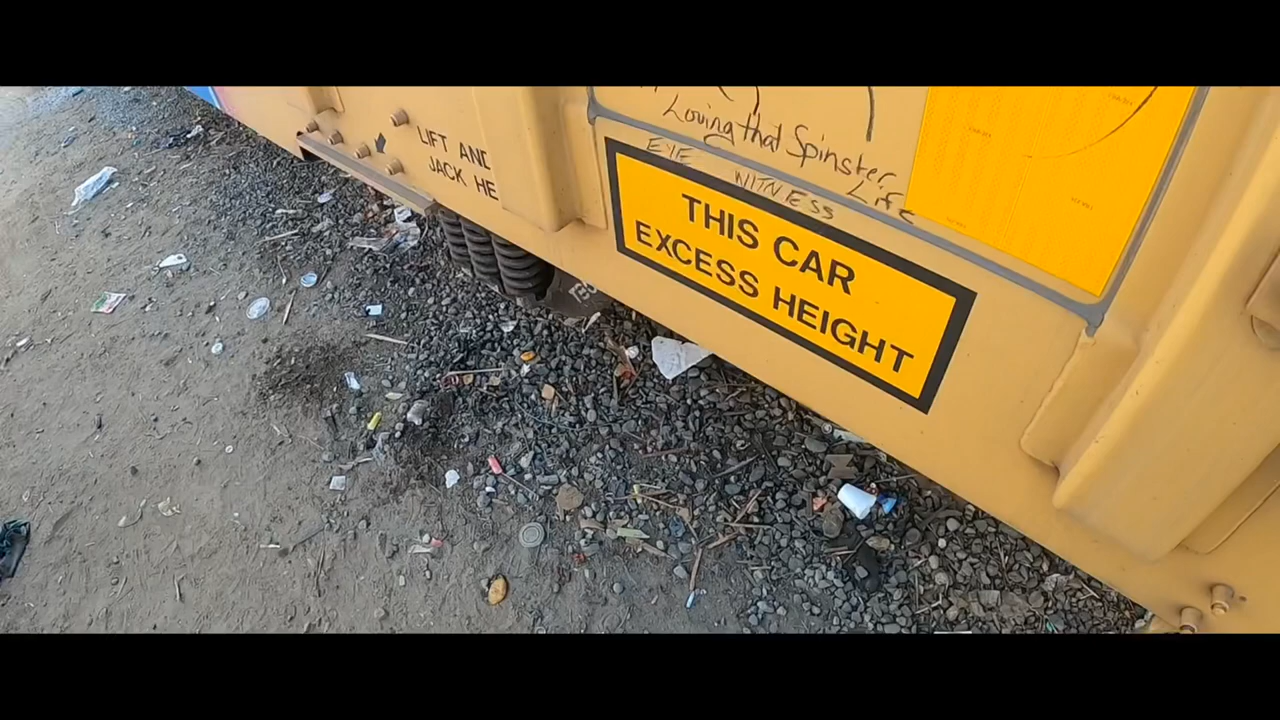 Loving that Spinster
Life
EYE
WITNESS
LIFT AND
JACK HE
THIS CAR
EXCESS HEIGHT